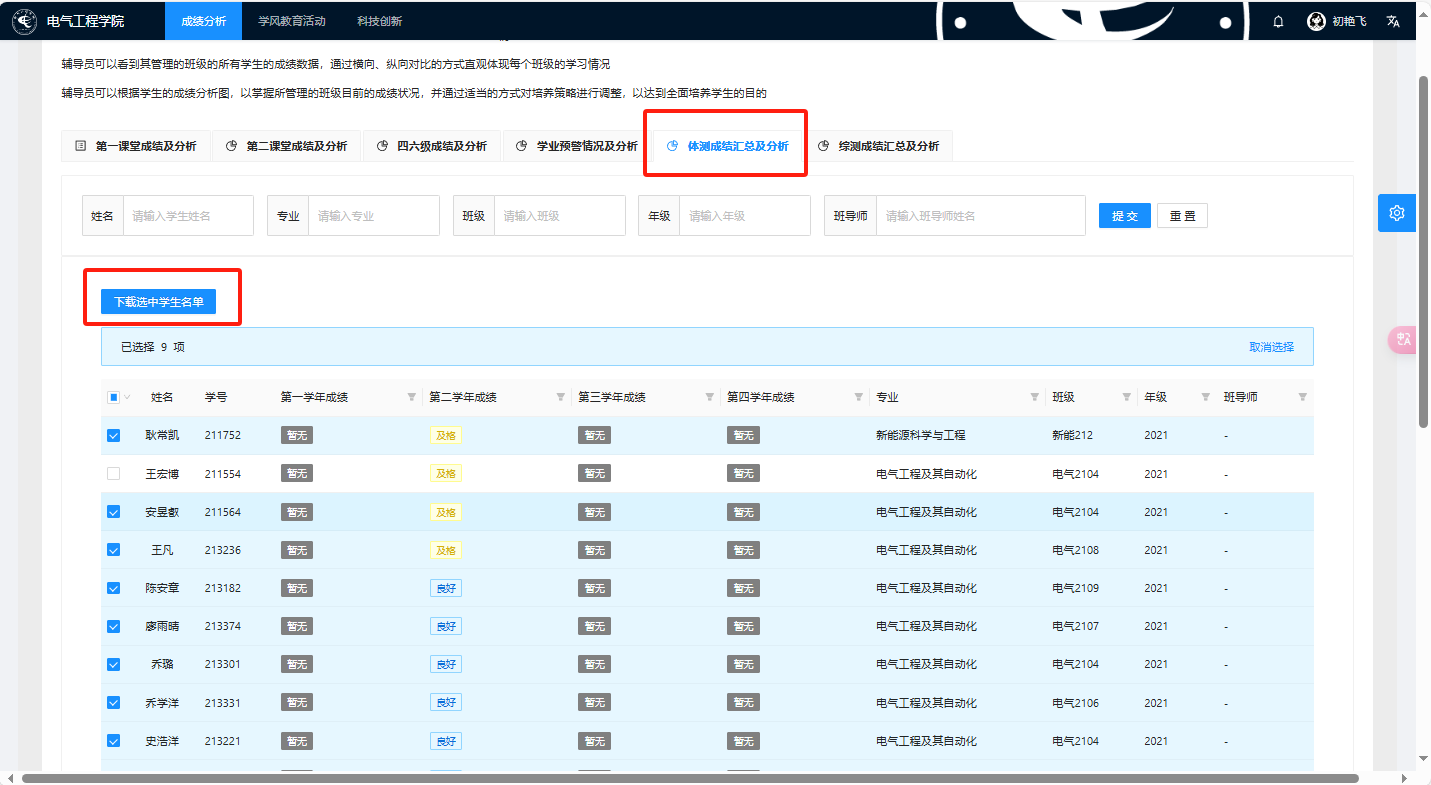 电气工程学院 成绩分析 学风教育活动 科技创新 初艳飞
辅导员可以看到其管理的班级的所有学生的成绩数据，通过横向、纵向对比的方式直观体现每个班级的学习情况
辅导员可以根据学生的成绩分析图，以掌握所管理的班级目前的成绩状况，并通过适当的方式对培养策略进行调整，以达到全面培养学生的目的
第一课堂成绩及分析 第二课堂成绩及分析 四六级成绩及分析 学业预警情况及分析 体测成绩汇总及分析 综测成绩汇总及分析
姓名 请输入学生姓名 专业 请输入专业 班级 请输入班级 年级 请输入年级 班导师 请输入班导师姓名 提交 重置
下载选中学生名单
已选择 9 项 取消选择
姓名 学号 第一学年成绩 第二学年成绩 第三学年成绩 第四学年成绩 专业 班级 年级 班导师
耿常凯 211752 暂无 及格 暂无 暂无 新能源科学与工程 新能212 2021 -
王宏博 211554 暂无 及格 暂无 暂无 电气工程及其自动化 电气2104 2021 -
安昱叡 211564 暂无 及格 暂无 暂无 电气工程及其自动化 电气2104 2021 -
王凡 213236 暂无 及格 暂无 暂无 电气工程及其自动化 电气2108 2021 -
陈安章 213182 暂无 良好 暂无 暂无 电气工程及其自动化 电气2109 2021 -
廖雨晴 213374 暂无 良好 暂无 暂无 电气工程及其自动化 电气2107 2021 -
乔璐 213301 暂无 良好 暂无 暂无 电气工程及其自动化 电气2104 2021 -
乔学洋 213331 暂无 良好 暂无 暂无 电气工程及其自动化 电气2106 2021 -
史浩洋 213221 暂无 良好 暂无 暂无 电气工程及其自动化 电气2104 2021 -